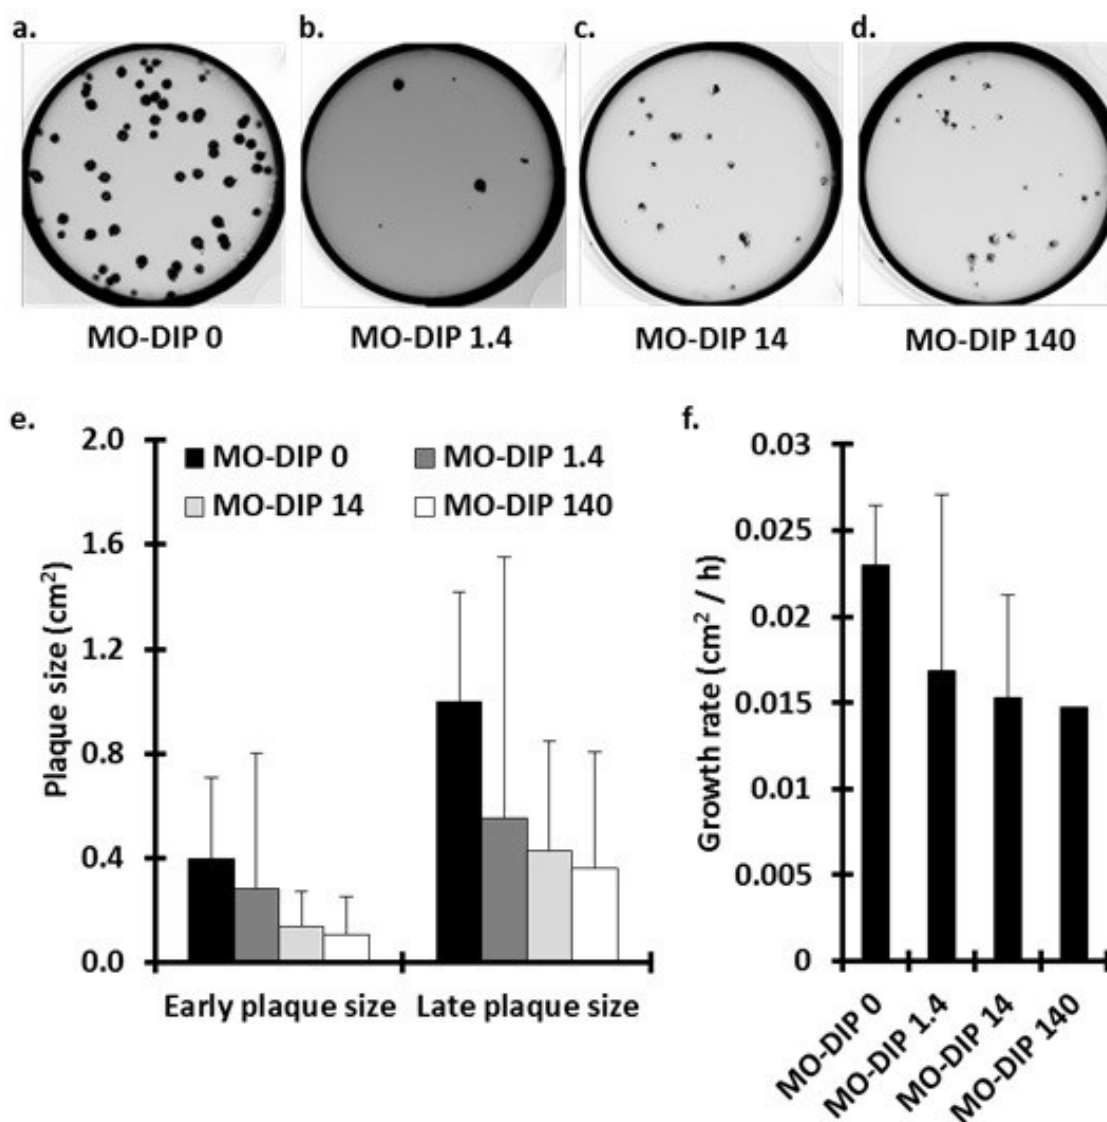 a.
b.
c.
d.
MO-DIP 0
MO-DIP 1.4
MO-DIP 14
MO-DIP 140
e.
Plaque size (cm²)
2.0
1.6
1.2
0.8
0.4
0.0
MO-DIP 0
MO-DIP 1.4
MO-DIP 14
MO-DIP 140
Early plaque size
Late plaque size
f.
Growth rate (cm² / h)
0.03
0.025
0.02
0.015
0.01
0.005
0
MO-DIP 0
MO-DIP 1.4
MO-DIP 14
MO-DIP 140